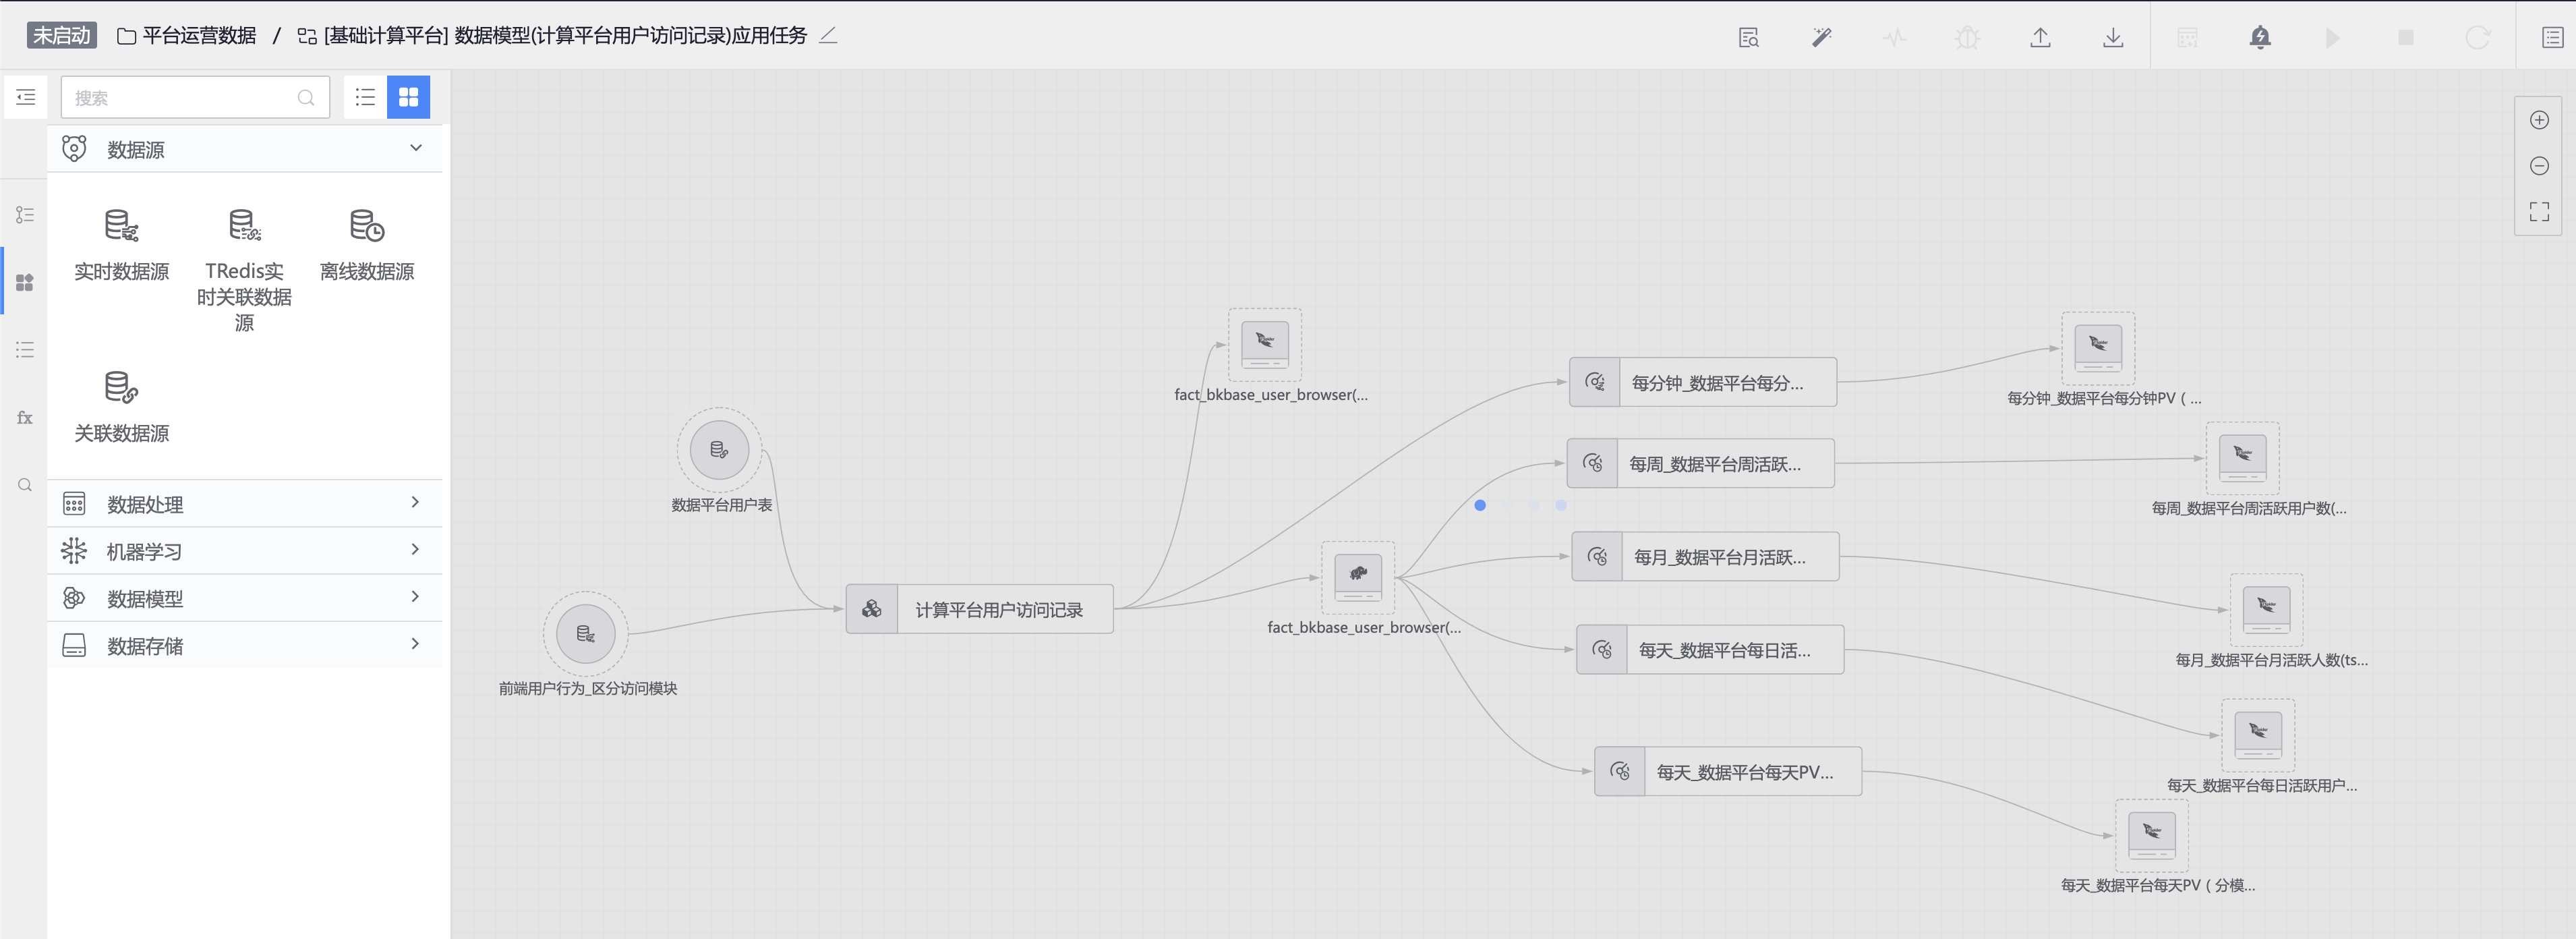 未启动
平台运营数据 / [基础计算平台] 数据模型(计算平台用户访问记录)应用任务
搜索
数据源
实时数据源
TRedis实
时关联数据
源
离线数据源
关联数据源
fx
数据处理
机器学习
数据模型
数据存储
fact_bkbase_user_browser(...
每分钟_数据平台每分...
每分钟_数据平台每分钟PV（ ...
每周_数据平台周活跃...
每周_数据平台周活跃用户数(...
数据平台用户表
每月_数据平台月活跃...
计算平台用户访问记录
fact_bkbase_user_browser(...
每天_数据平台每日活...
每月_数据平台月活跃人数(ts...
前端用户行为_区分访问模块
每天_数据平台每天PV...
每天_数据平台每日活跃用户...
每天_数据平台每天PV（ 分模...